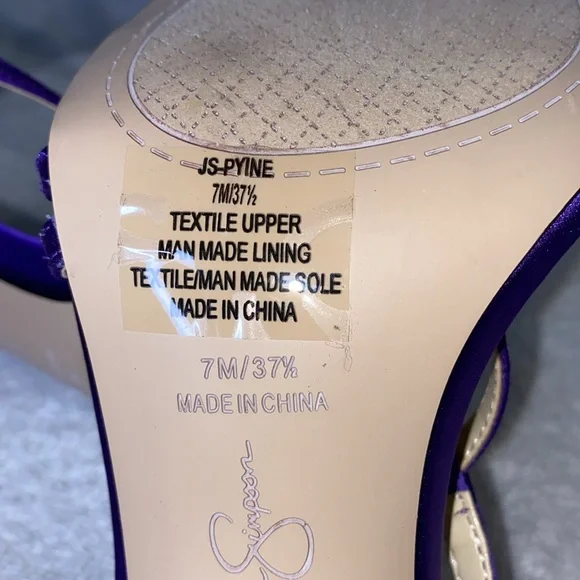 JS-PYINE
7M/37½
TEXTILE UPPER
MAN MADE LINING
TEXTILE/MAN MADE SOLE
MADE IN CHINA
7M/37½
MADE IN CHINA
Simpson